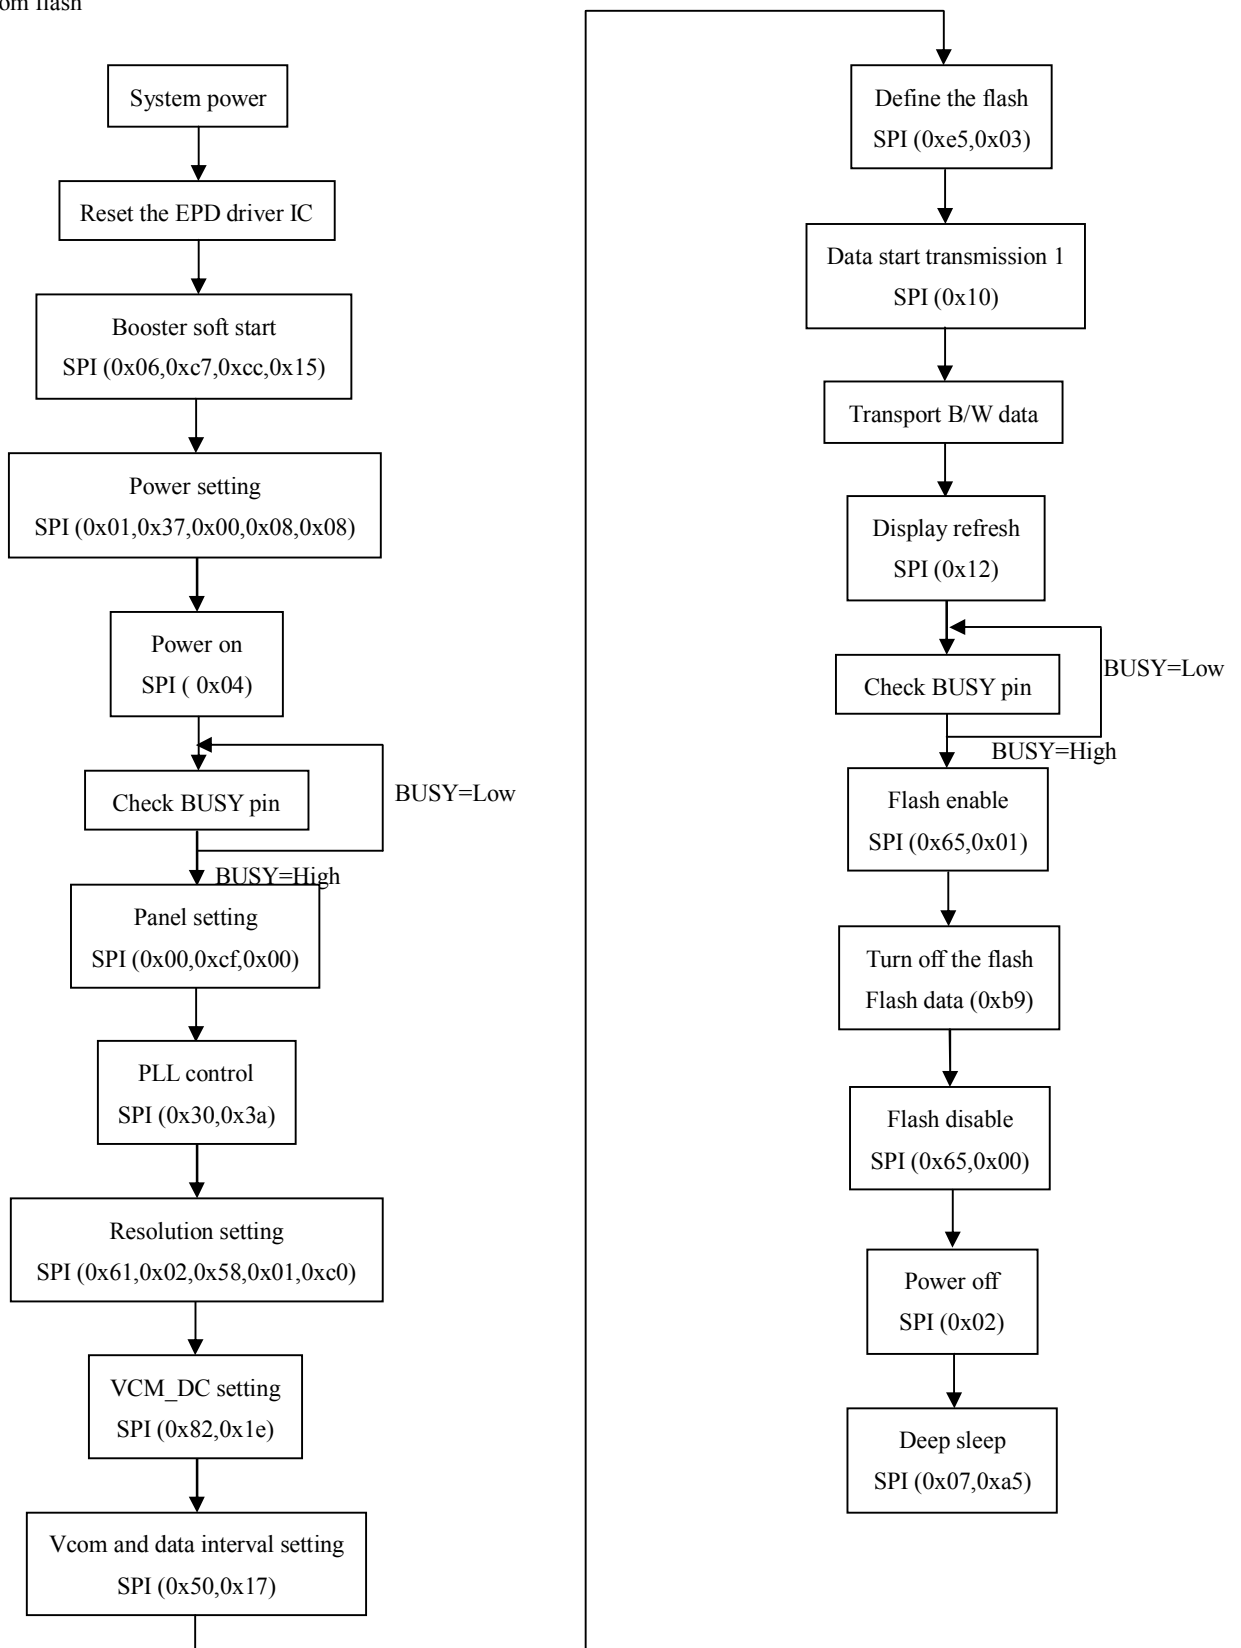 om flash
System power
Reset the EPD driver IC
Booster soft start
SPI (0x06,0xc7,0xcc,0x15)
Power setting
SPI (0x01,0x37,0x00,0x08,0x08)
Power on
SPI ( 0x04)
Check BUSY pin
BUSY=Low
BUSY=High
Panel setting
SPI (0x00,0xcf,0x00)
PLL control
SPI (0x30,0x3a)
Resolution setting
SPI (0x61,0x02,0x58,0x01,0xc0)
VCM_DC setting
SPI (0x82,0x1e)
Vcom and data interval setting
SPI (0x50,0x17)
Define the flash
SPI (0xe5,0x03)
Data start transmission 1
SPI (0x10)
Transport B/W data
Display refresh
SPI (0x12)
BUSY=Low
Check BUSY pin
BUSY=High
Flash enable
SPI (0x65,0x01)
Turn off the flash
Flash data (0xb9)
Flash disable
SPI (0x65,0x00)
Power off
SPI (0x02)
Deep sleep
SPI (0x07,0xa5)